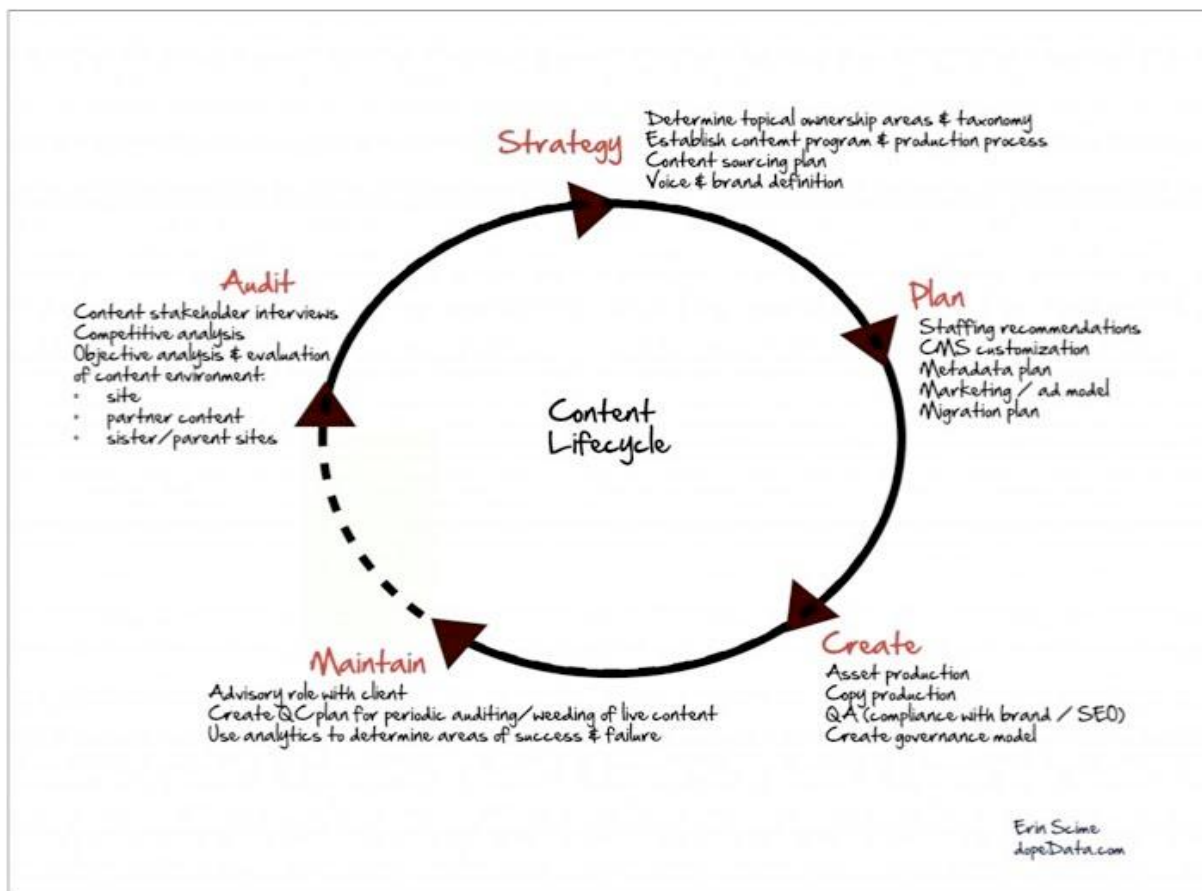 Strategy
Determine topical ownership areas & taxonomy
Establish content program & production process
Content sourcing plan
Voice & brand definition
Plan
Staffing recommendations
CMS customization
Metadata plan
Marketing / ad model
Migration plan
Create
Asset production
Copy production
QA (compliance with brand / SEO)
Create governance model
Maintain
Advisory role with client
Create QC plan for periodic auditing/weeding of live content
Use analytics to determine areas of success & failure
Audit
Content stakeholder interviews
Competitive analysis
Objective analysis & evaluation
of content environment:
• site
• partner content
• sister/parent sites
Content
Lifecycle
Erin Scime
dopeData.com